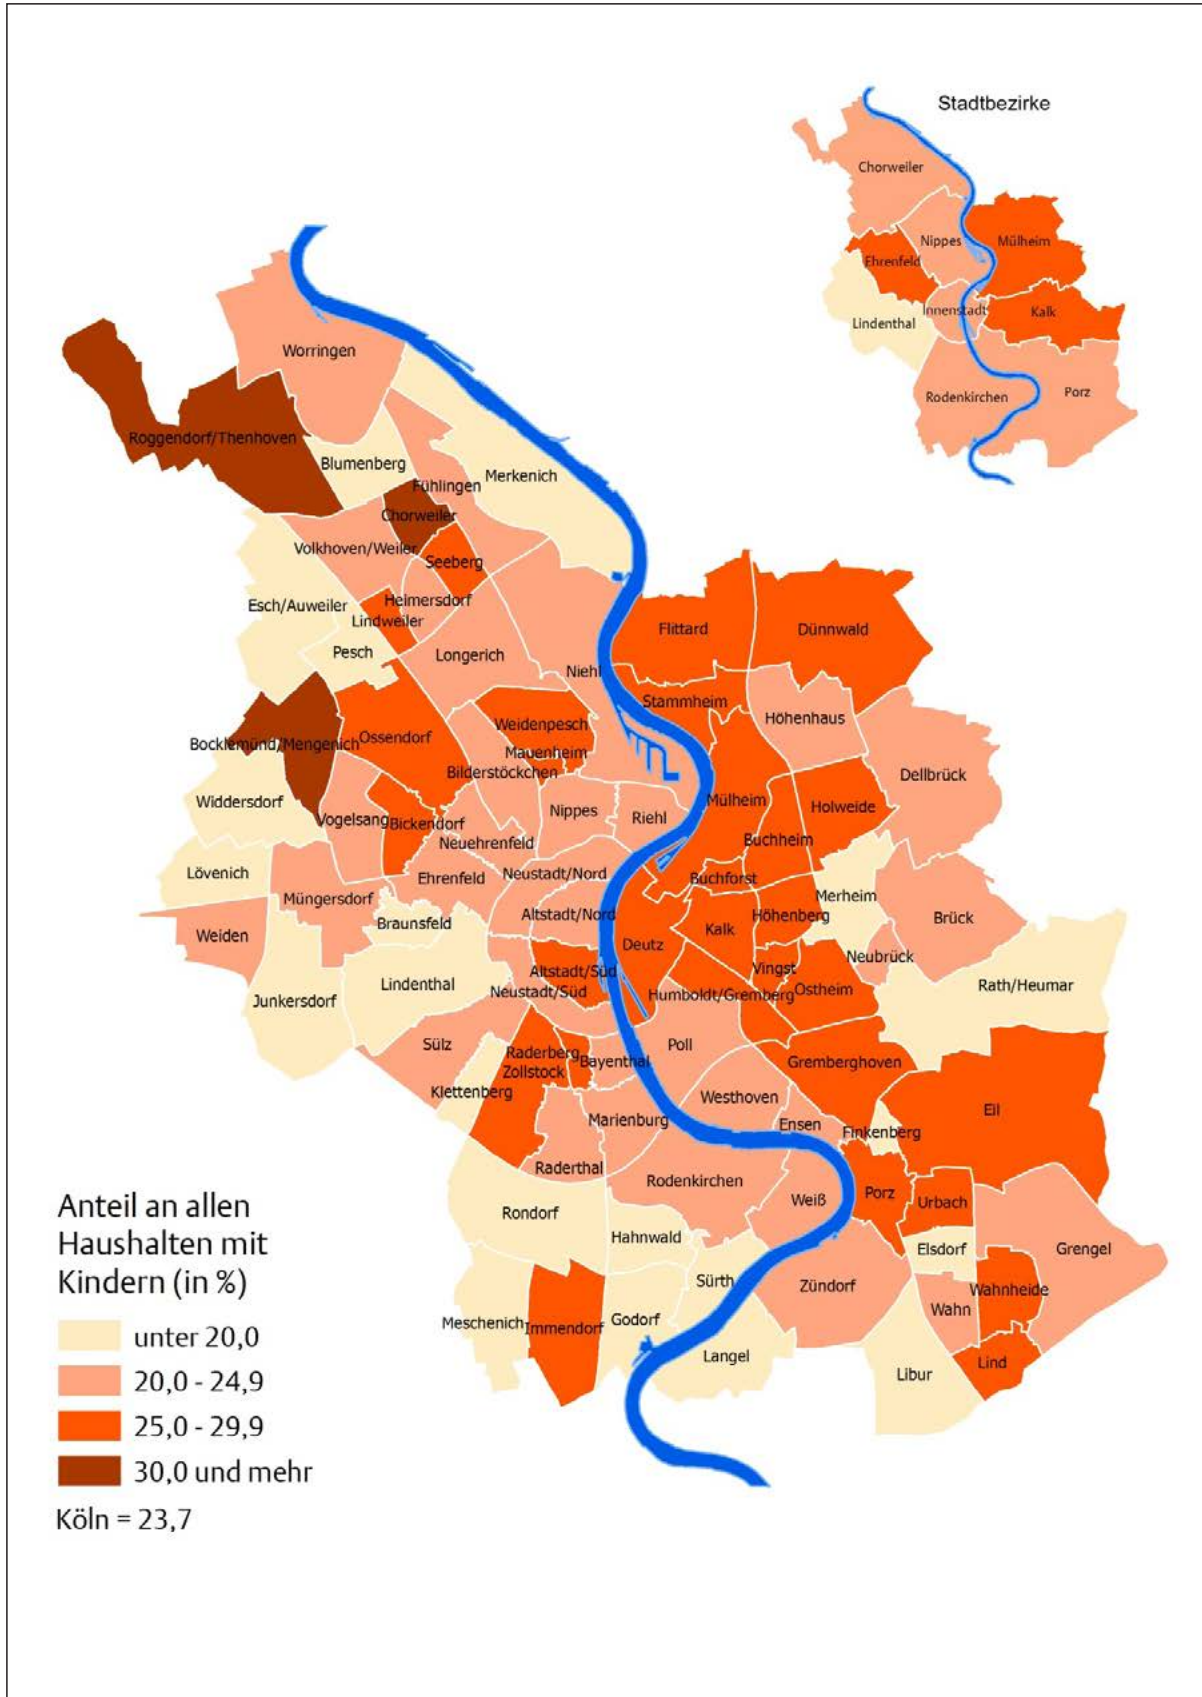 Stadtbezirke
Chorweiler
Nippes
Mülheim
Ehrenfeld
Innenstadt
Kalk
Lindenthal
Rodenkirchen
Porz
Worringen
Roggendorf/Thenhoven
Blumenberg
Merkenich
Fühlingen
Chorweiler
Volkhoven/Weiler
Seeberg
Heimersdorf
Esch/Auweiler
Lindweiler
Pesch
Longerich
Niehl
Flittard
Dünnwald
Stammheim
Höhenhaus
Weidenpesch
Ossendorf
Bocklemünd/Mengenich
Mauenheim
Bilderstöckchen
Dellbrück
Widdersdorf
Mülheim
Holweide
Vogelsang
Bickendorf
Nippes
Riehl
Neuehrenfeld
Buchheim
Lövenich
Ehrenfeld
Neustadt/Nord
Buchforst
Müngersdorf
Merheim
Braunsfeld
Altstadt/Nord
Höhenberg
Brück
Weiden
Deutz
Kalk
Neubrück
Lindenthal
Altstadt/Süd
Vingst
Ostheim
Rath/Heumar
Junkersdorf
Neustadt/Süd
Humboldt/Gremberg
Sülz
Raderberg
Zollstock
Bayenthal
Poll
Gremberghoven
Klettenberg
Westhoven
Eil
Marienburg
Ensen
Finkenberg
Raderthal
Rodenkirchen
Weiß
Porz
Urbach
Rondorf
Hahnwald
Elsdorf
Grengel
Sürth
Zündorf
Wahnheide
Wahn
Meschenich
Immendorf
Godorf
Langel
Lind
Libur
Anteil an allen
Haushalten mit
Kindern (in %)
unter 20,0
20,0 - 24,9
25,0 - 29,9
30,0 und mehr
Köln = 23,7